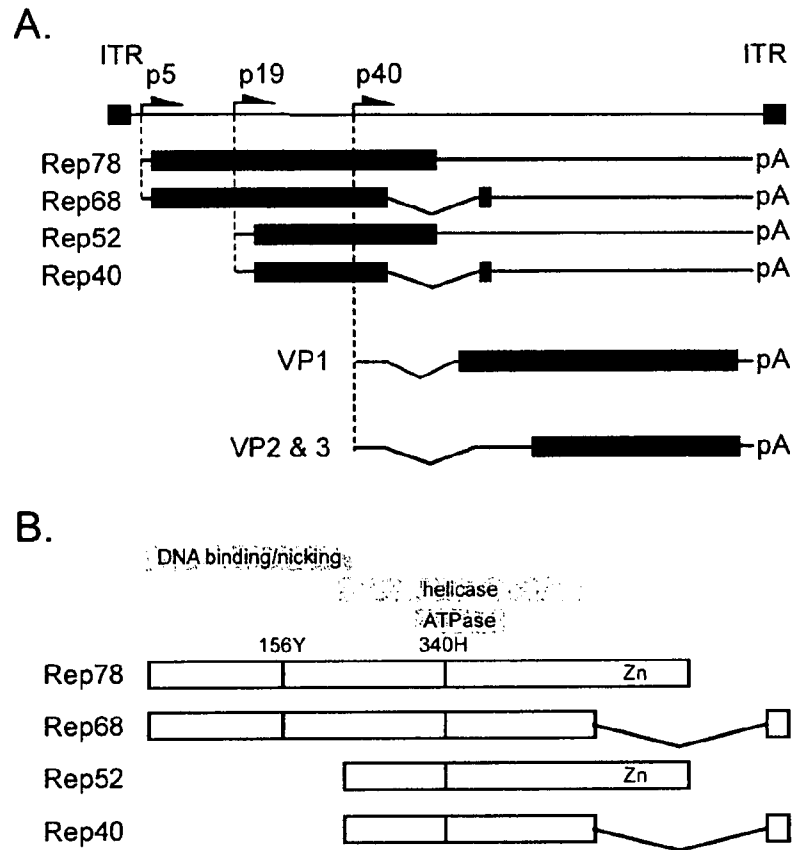 A.
ITR ITR
p5 p19 p40
Rep78 pA
Rep68 pA
Rep52 pA
Rep40 pA
VP1 pA
VP2 & 3 pA
B.
DNA binding/nicking
helicase
ATPase
156Y 340H
Rep78 Zn
Rep68
Rep52 Zn
Rep40